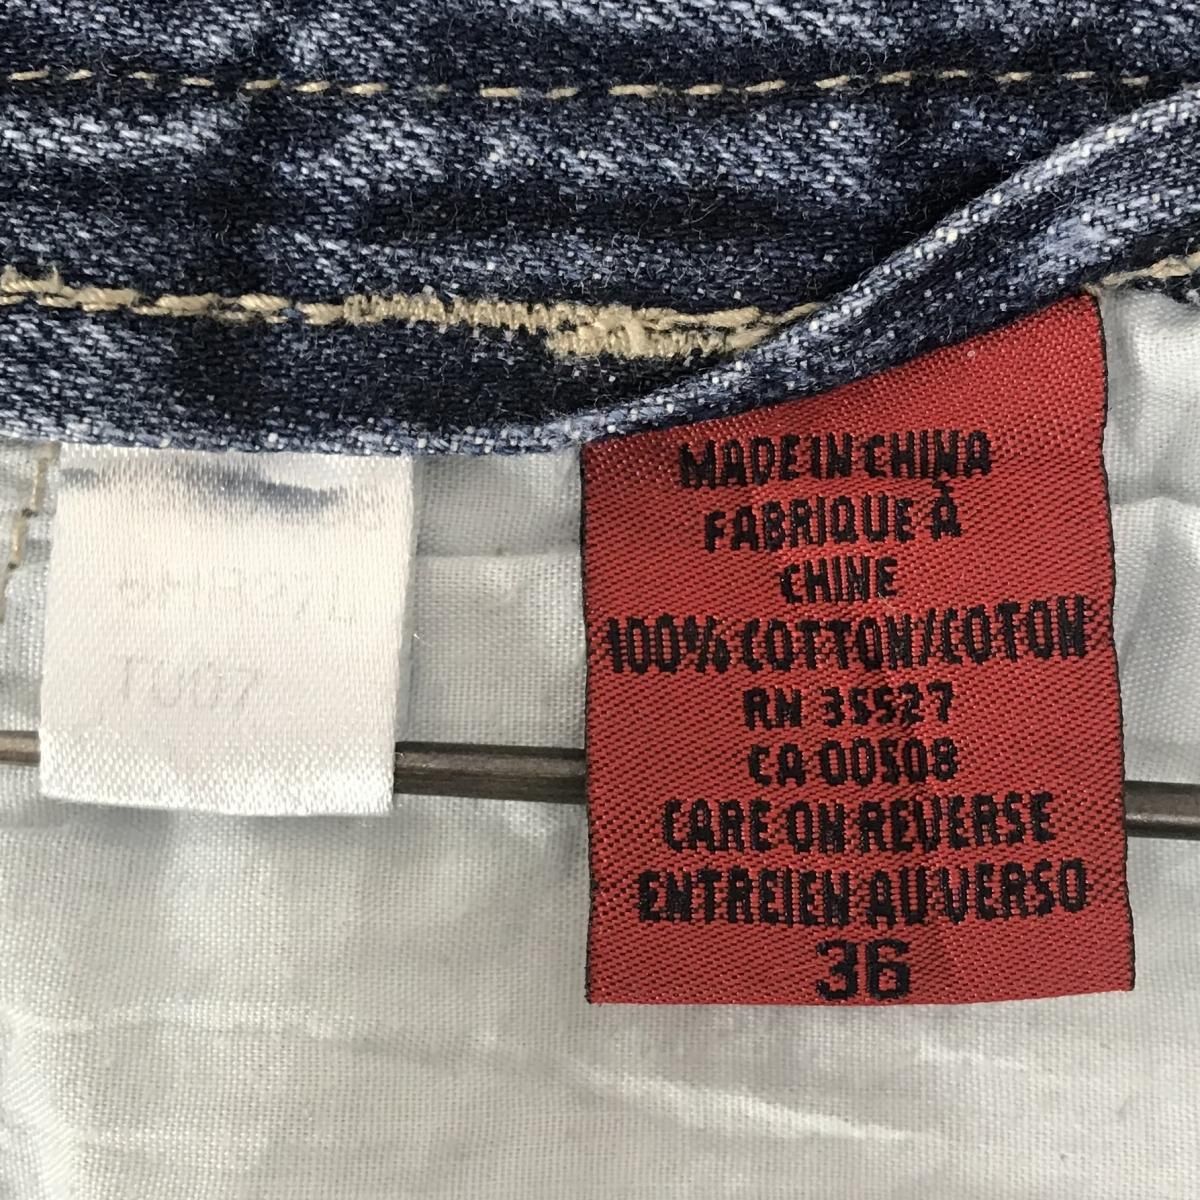 MADE IN CHINA
FABRIQUE À
CHINE
100% COTTON/COTON
RN 35527
CA 00508
CARE ON REVERSE
ENTREIEN AU VERSO
36
T007